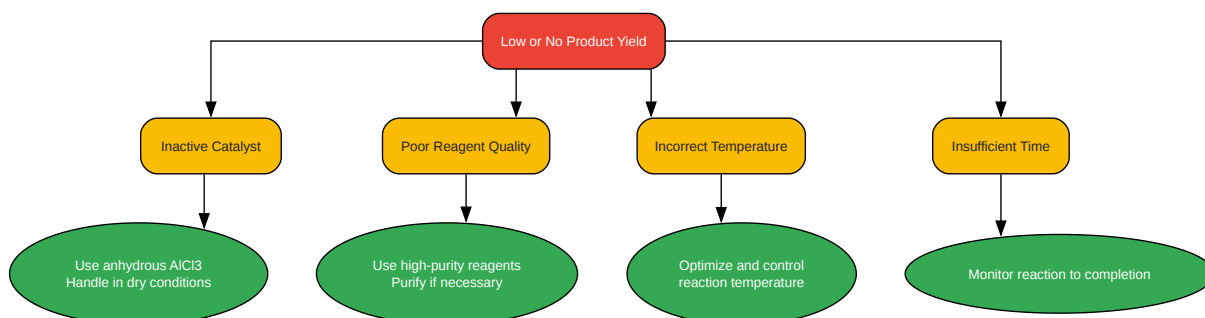 Low or No Product Yield
Inactive Catalyst
Poor Reagent Quality
Incorrect Temperature
Insufficient Time
Use anhydrous AlCl3
Handle in dry conditions
Use high-purity reagents
Purify if necessary
Optimize and control
reaction temperature
Monitor reaction to completion